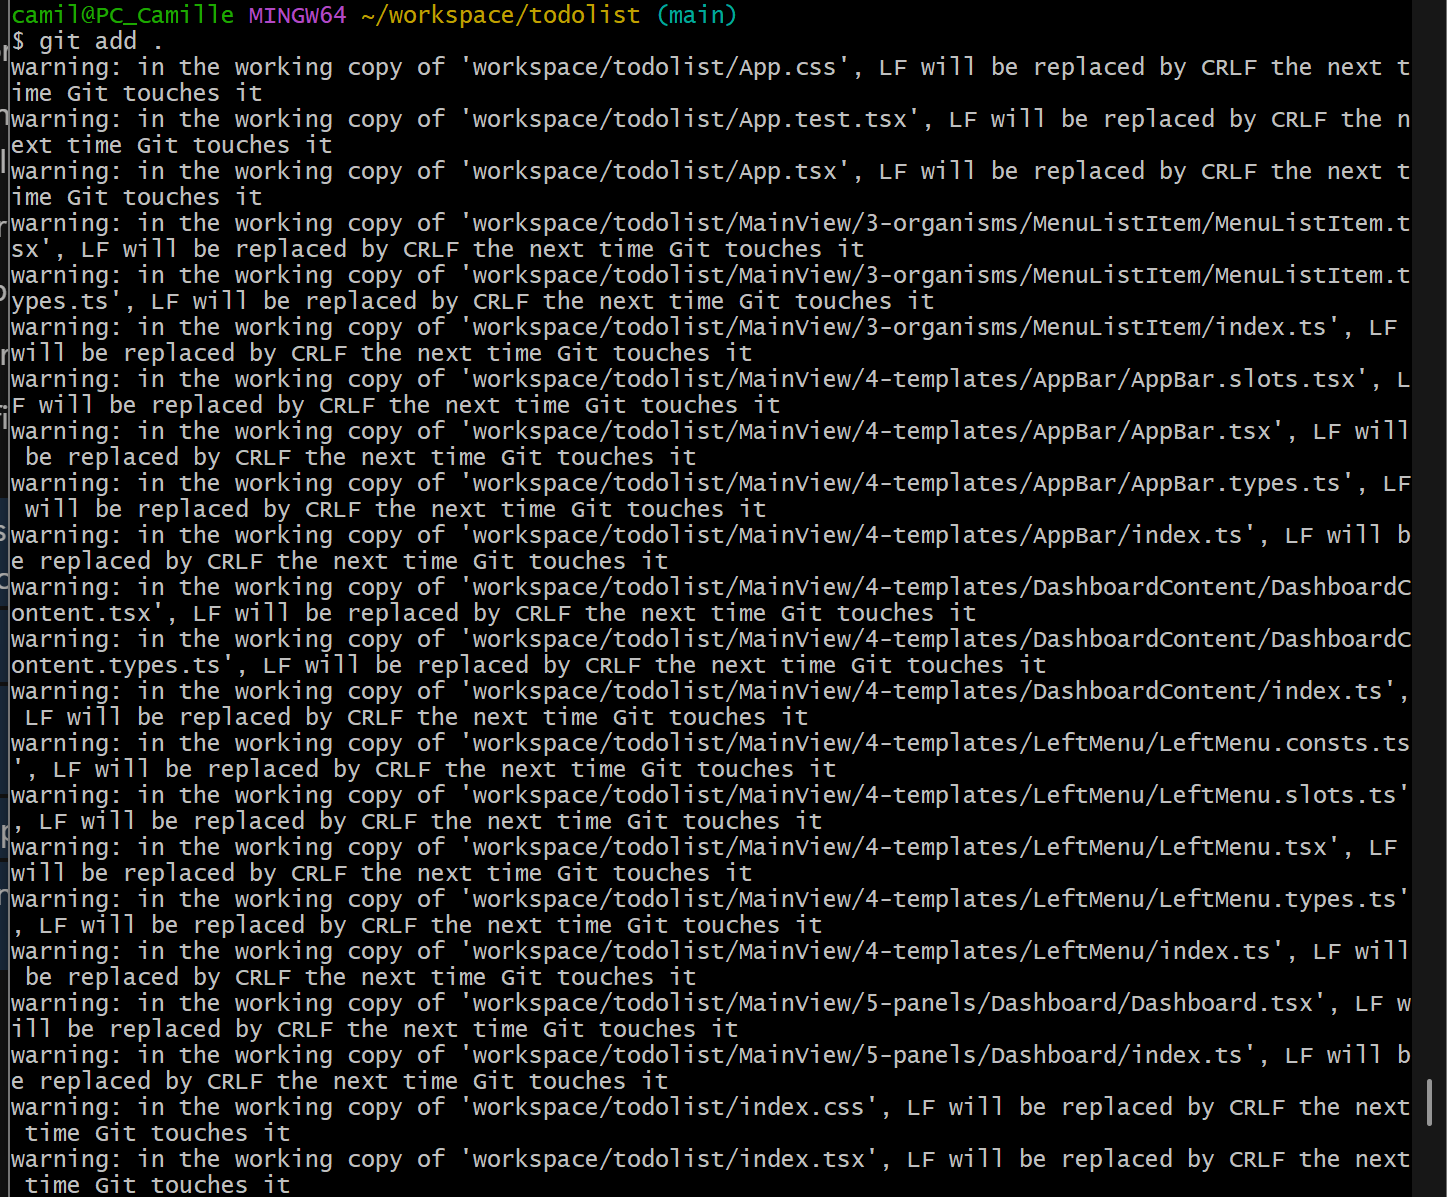 camil@PC_Camille MINGW64 ~/workspace/todolist (main)
$ git add .
warning: in the working copy of 'workspace/todolist/App.css', LF will be replaced by CRLF the next t
ime Git touches it
warning: in the working copy of 'workspace/todolist/App.test.tsx', LF will be replaced by CRLF the n
ext time Git touches it
warning: in the working copy of 'workspace/todolist/App.tsx', LF will be replaced by CRLF the next t
ime Git touches it
warning: in the working copy of 'workspace/todolist/MainView/3-organisms/MenuListItem/MenuListItem.t
sx', LF will be replaced by CRLF the next time Git touches it
warning: in the working copy of 'workspace/todolist/MainView/3-organisms/MenuListItem/MenuListItem.t
ypes.ts', LF will be replaced by CRLF the next time Git touches it
warning: in the working copy of 'workspace/todolist/MainView/3-organisms/MenuListItem/index.ts', LF
will be replaced by CRLF the next time Git touches it
warning: in the working copy of 'workspace/todolist/MainView/4-templates/AppBar/AppBar.slots.tsx', L
F will be replaced by CRLF the next time Git touches it
warning: in the working copy of 'workspace/todolist/MainView/4-templates/AppBar/AppBar.tsx', LF will
 be replaced by CRLF the next time Git touches it
warning: in the working copy of 'workspace/todolist/MainView/4-templates/AppBar/AppBar.types.ts', LF
 will be replaced by CRLF the next time Git touches it
warning: in the working copy of 'workspace/todolist/MainView/4-templates/AppBar/index.ts', LF will b
e replaced by CRLF the next time Git touches it
warning: in the working copy of 'workspace/todolist/MainView/4-templates/DashboardContent/DashboardC
ontent.tsx', LF will be replaced by CRLF the next time Git touches it
warning: in the working copy of 'workspace/todolist/MainView/4-templates/DashboardContent/DashboardC
ontent.types.ts', LF will be replaced by CRLF the next time Git touches it
warning: in the working copy of 'workspace/todolist/MainView/4-templates/DashboardContent/index.ts',
 LF will be replaced by CRLF the next time Git touches it
warning: in the working copy of 'workspace/todolist/MainView/4-templates/LeftMenu/LeftMenu.consts.ts
', LF will be replaced by CRLF the next time Git touches it
warning: in the working copy of 'workspace/todolist/MainView/4-templates/LeftMenu/LeftMenu.slots.ts'
, LF will be replaced by CRLF the next time Git touches it
warning: in the working copy of 'workspace/todolist/MainView/4-templates/LeftMenu/LeftMenu.tsx', LF
will be replaced by CRLF the next time Git touches it
warning: in the working copy of 'workspace/todolist/MainView/4-templates/LeftMenu/LeftMenu.types.ts'
, LF will be replaced by CRLF the next time Git touches it
warning: in the working copy of 'workspace/todolist/MainView/4-templates/LeftMenu/index.ts', LF will
 be replaced by CRLF the next time Git touches it
warning: in the working copy of 'workspace/todolist/MainView/5-panels/Dashboard/Dashboard.tsx', LF w
ill be replaced by CRLF the next time Git touches it
warning: in the working copy of 'workspace/todolist/MainView/5-panels/Dashboard/index.ts', LF will b
e replaced by CRLF the next time Git touches it
warning: in the working copy of 'workspace/todolist/index.css', LF will be replaced by CRLF the next
 time Git touches it
warning: in the working copy of 'workspace/todolist/index.tsx', LF will be replaced by CRLF the next
 time Git touches it